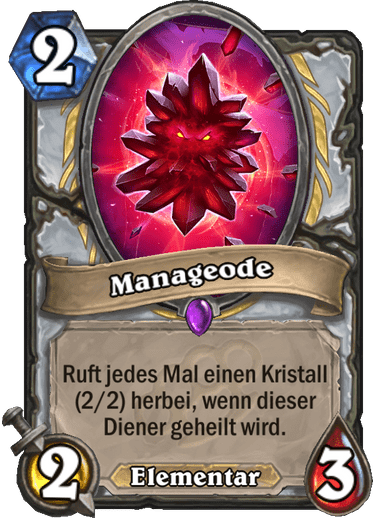 2
Manageode
Ruft jedes Mal einen Kristall
(2/2) herbei, wenn dieser
Diener geheilt wird.
2
Elementar
3